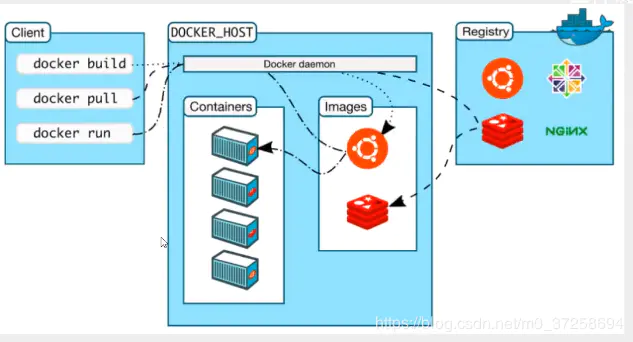 Client
docker build
docker pull
docker run
DOCKER_HOST
Docker daemon
Containers
Images
Registry
NGINX
https://blog.csdn.net/m0_37258694